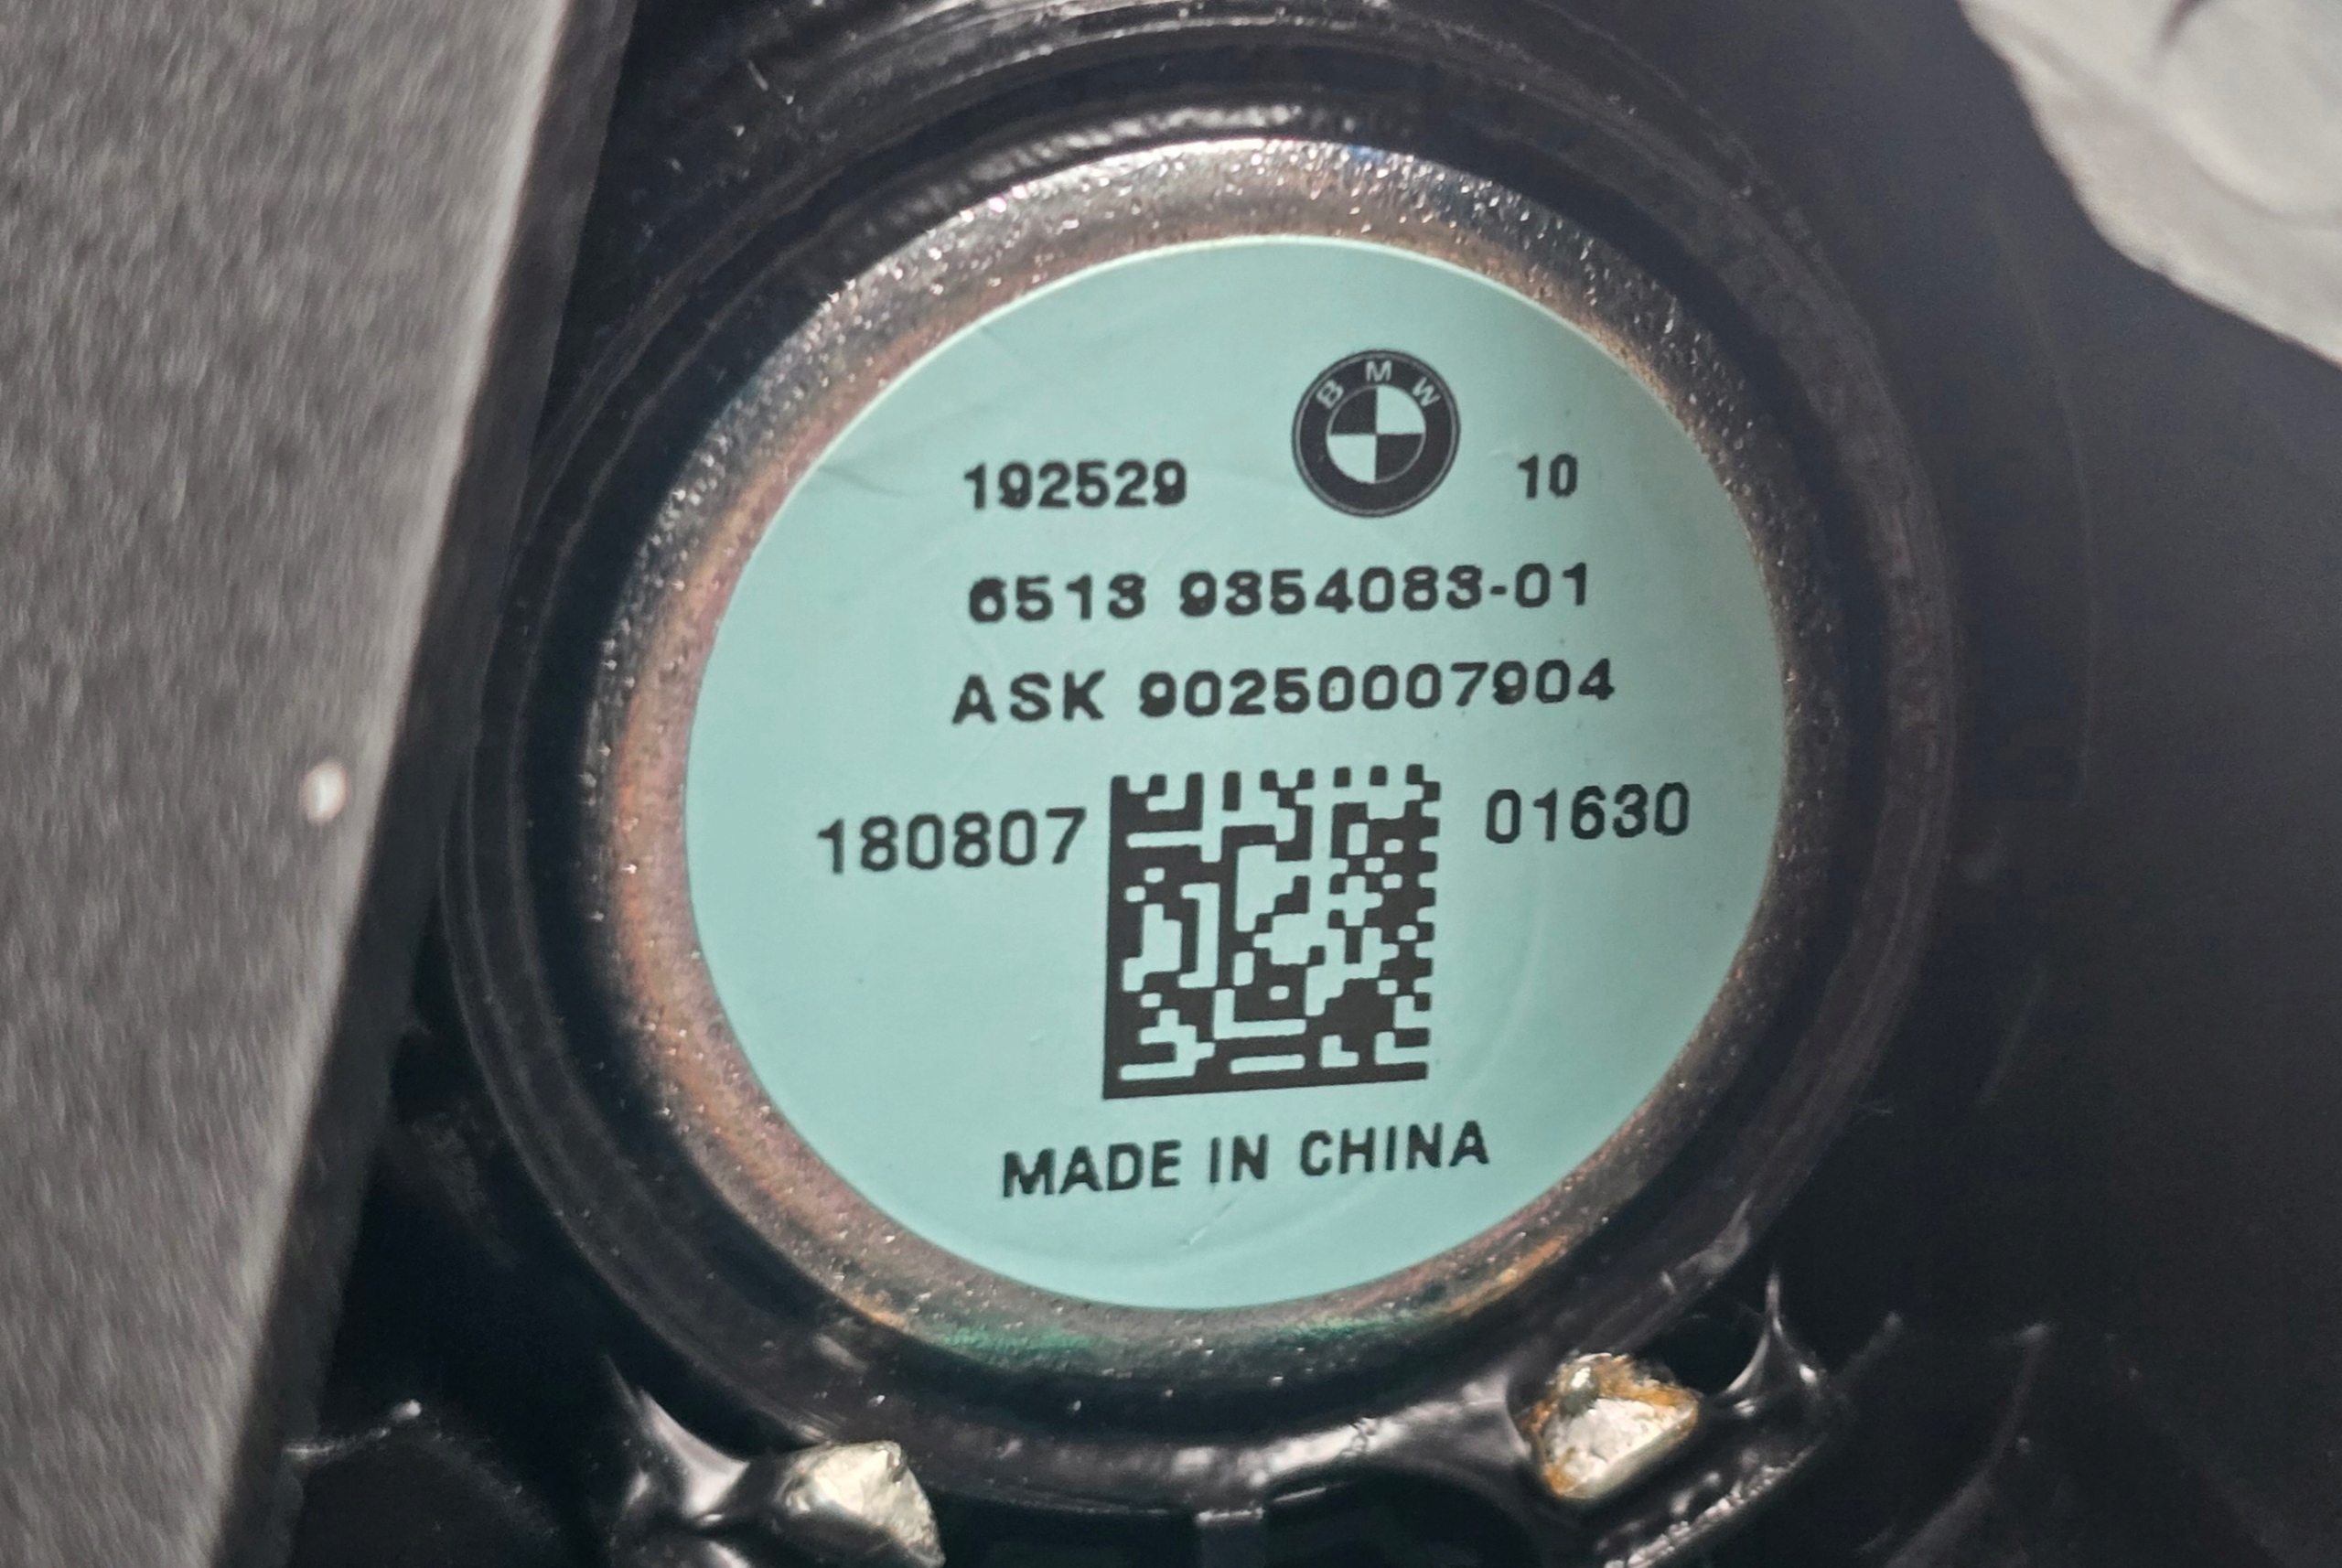 BMW
192529 10
6513 9354083-01
ASK 90250007904
180807 01630
MADE IN CHINA